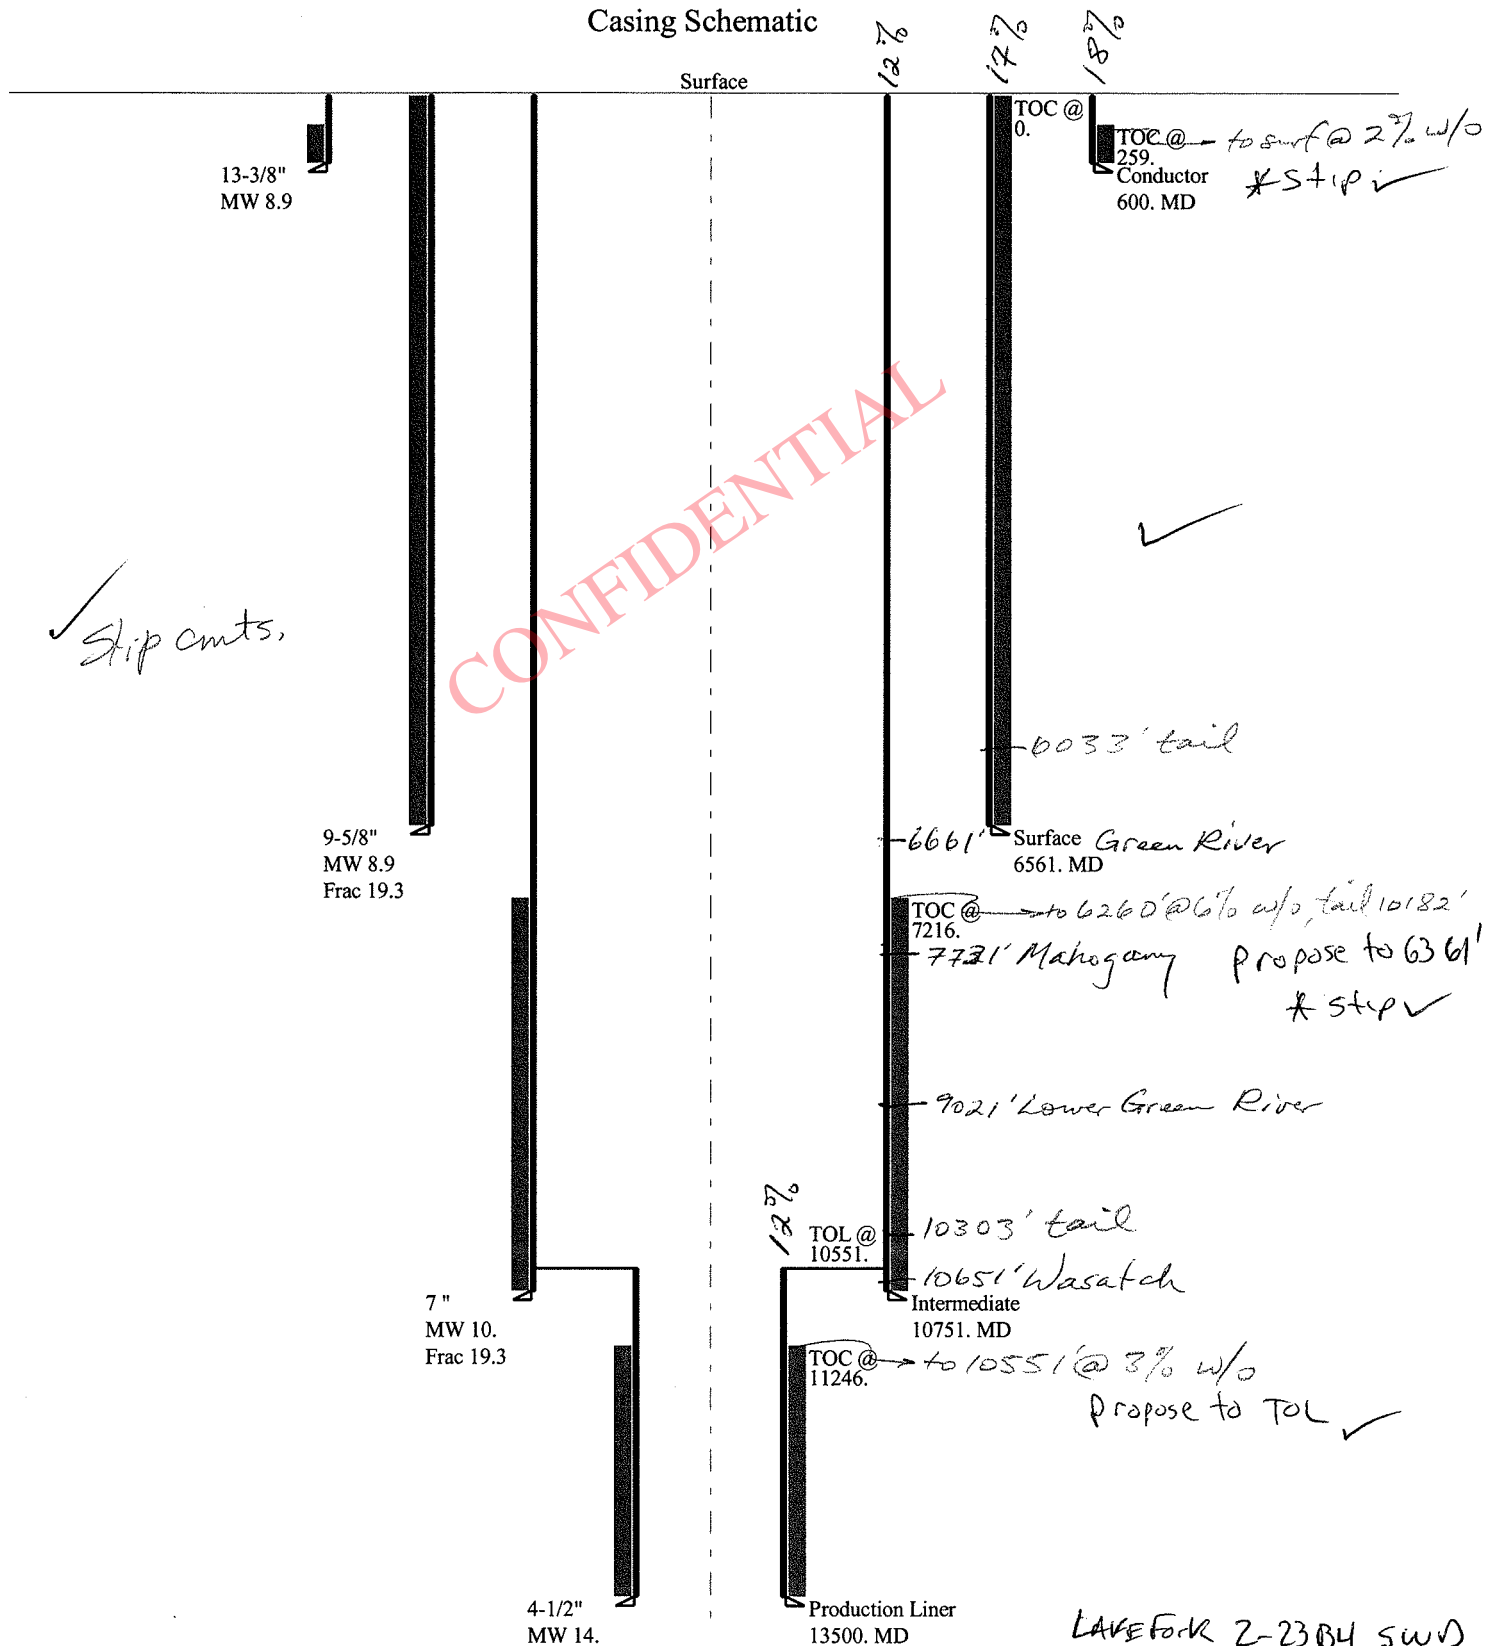 Casing Schematic
12%
17%
18%
Surface
13-3/8"
MW 8.9
TOC @
0.
TOC @ to surf @ 2% w/o
259.
Conductor
600. MD
* stip ✓
CONFIDENTIAL
✓
✓ Stip cmts.
6033' tail
9-5/8"
MW 8.9
Frac 19.3
6661'
Surface Green River
6561. MD
TOC @ to 6260' @ 6% w/o, tail 10182'
7216.
Mahogany propose to 6361'
* stip ✓
9021' Lower Green River
12%
TOL @
10551.
10303' tail
10651' Wasatch
7 "
MW 10.
Frac 19.3
Intermediate
10751. MD
TOC @ to 10551' @ 3% w/o
11246.
propose to TOL ✓
4-1/2"
MW 14.
Production Liner
13500. MD
LAKEFORK 2-23B4 SWD